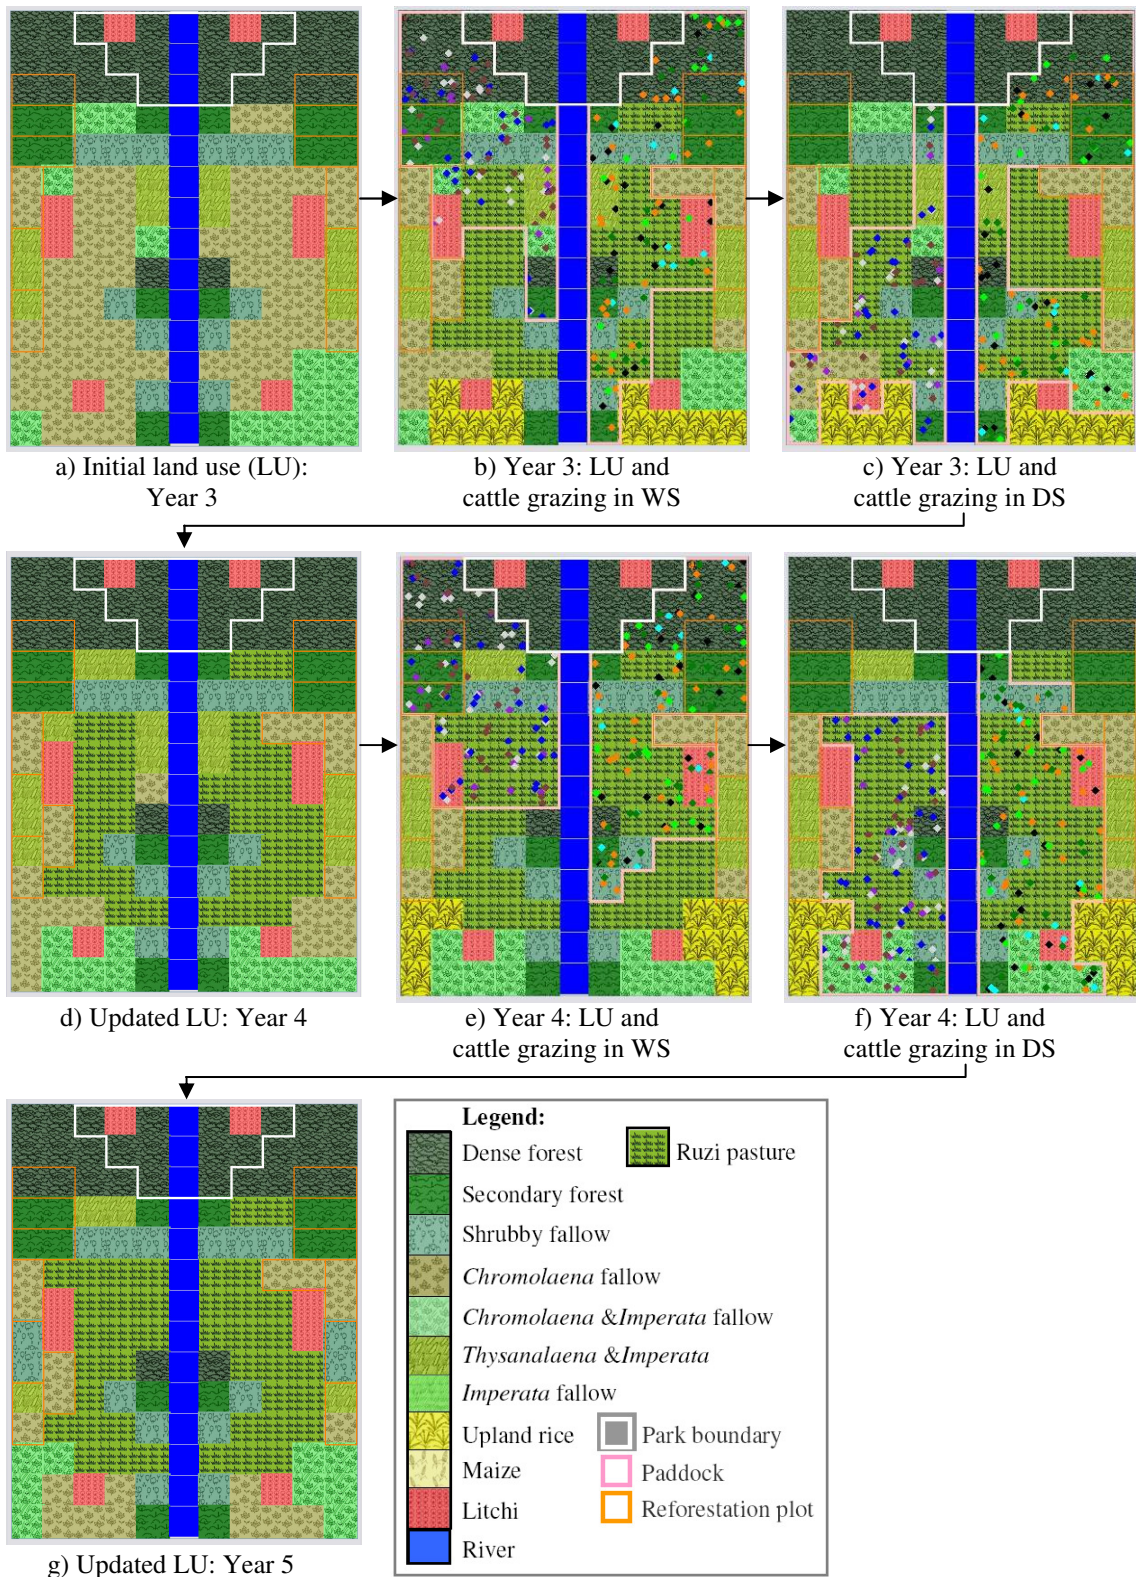 a) Initial land use (LU):
Year 3
b) Year 3: LU and
cattle grazing in WS
c) Year 3: LU and
cattle grazing in DS
d) Updated LU: Year 4
e) Year 4: LU and
cattle grazing in WS
f) Year 4: LU and
cattle grazing in DS
g) Updated LU: Year 5
Legend:
Dense forest
Ruzi pasture
Secondary forest
Shrubby fallow
Chromolaena fallow
Chromolaena &Imperata fallow
Thysanalaena &Imperata
Imperata fallow
Upland rice
Park boundary
Maize
Paddock
Litchi
Reforestation plot
River